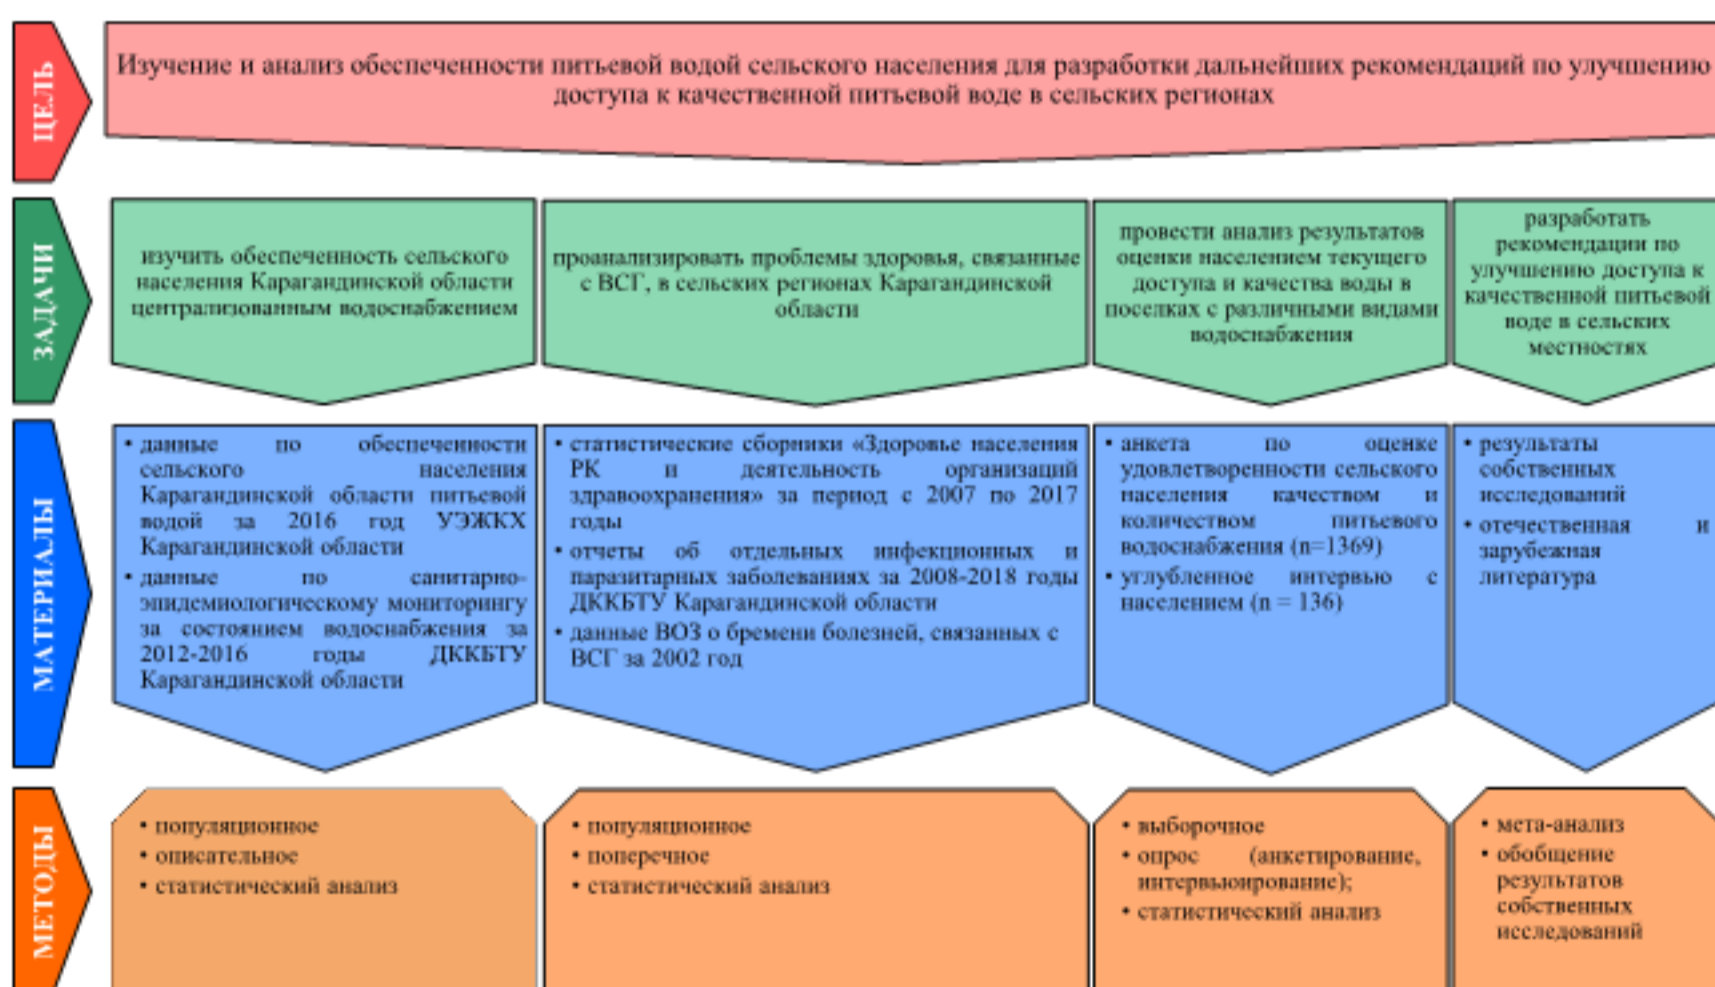 ЦЕЛЬ
Изучение и анализ обеспеченности питьевой водой сельского населения для разработки дальнейших рекомендаций по улучшению
доступа к качественной питьевой воде в сельских регионах
ЗАДАЧИ
изучить обеспеченность сельского
населения Карагандинской области
централизованным водоснабжением
проанализировать проблемы здоровья, связанные
с ВСГ, в сельских регионах Карагандинской
области
провести анализ результатов
оценки населением текущего
доступа и качества воды в
поселках с различными видами
водоснабжения
разработать
рекомендации по
улучшению доступа к
качественной питьевой
воде в сельских
местностях
МАТЕРИАЛЫ
• данные по обеспеченности
сельского населения
Карагандинской области питьевой
водой за 2016 год УЭЖКХ
Карагандинской области
• данные по санитарно-
эпидемиологическому мониторингу
за состоянием водоснабжения за
2012-2016 годы ДККБТУ
Карагандинской области
• статистические сборники «Здоровье населения
РК и деятельность организаций
здравоохранения» за период с 2007 по 2017
годы
• отчеты об отдельных инфекционных и
паразитарных заболеваниях за 2008-2018 годы
ДККБТУ Карагандинской области
• данные ВОЗ о бремени болезней, связанных с
ВСГ за 2002 год
• анкета по оценке
удовлетворенности сельского
населения качеством и
количеством питьевого
водоснабжения (n=1369)
• углубленное интервью с
населением (n = 136)
• результаты
собственных
исследований
• отечественная и
зарубежная
литература
МЕТОДЫ
• популяционное
• описательное
• статистический анализ
• популяционное
• поперечное
• статистический анализ
• выборочное
• опрос (анкетирование,
интервьюирование);
• статистический анализ
• мета-анализ
• обобщение
результатов
собственных
исследований